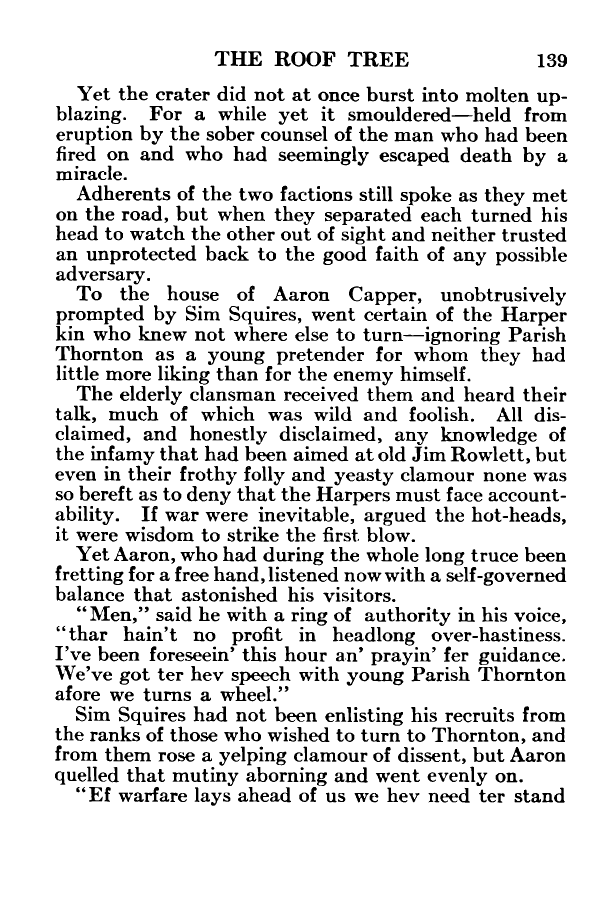 THE ROOF TREE 139
Yet the crater did not at once burst into molten up-
blazing. For a while yet it smouldered—held from
eruption by the sober counsel of the man who had been
fired on and who had seemingly escaped death by a
miracle.
Adherents of the two factions still spoke as they met
on the road, but when they separated each turned his
head to watch the other out of sight and neither trusted
an unprotected back to the good faith of any possible
adversary.
To the house of Aaron Capper, unobtrusively
prompted by Sim Squires, went certain of the Harper
kin who knew not where else to turn—ignoring Parish
Thornton as a young pretender for whom they had
little more liking than for the enemy himself.
The elderly clansman received them and heard their
talk, much of which was wild and foolish. All dis-
claimed, and honestly disclaimed, any knowledge of
the infamy that had been aimed at old Jim Rowlett, but
even in their frothy folly and yeasty clamour none was
so bereft as to deny that the Harpers must face account-
ability. If war were inevitable, argued the hot-heads,
it were wisdom to strike the first blow.
Yet Aaron, who had during the whole long truce been
fretting for a free hand, listened now with a self-governed
balance that astonished his visitors.
“Men,” said he with a ring of authority in his voice,
“thar hain't no profit in headlong over-hastiness.
I've been foreseein' this hour an' prayin' fer guidance.
We've got ter hev speech with young Parish Thornton
afore we turns a wheel.”
Sim Squires had not been enlisting his recruits from
the ranks of those who wished to turn to Thornton, and
from them rose a yelping clamour of dissent, but Aaron
quelled that mutiny aborning and went evenly on.
“Ef warfare lays ahead of us we hev need ter stand